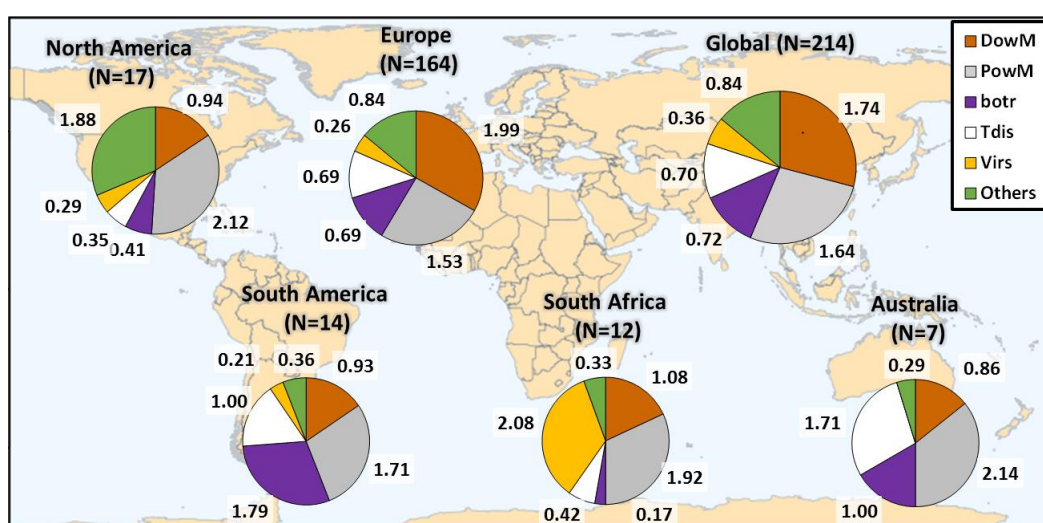 North America
(N=17)
1.88
0.94
0.29
0.35
0.41
2.12
Europe
(N=164)
0.84
0.26
1.99
0.69
0.69
1.53
Global (N=214)
0.84
0.36
1.74
0.70
0.72
1.64
DowM
PowM
botr
Tdis
Virs
Others
South America
(N=14)
0.21
0.36
0.93
1.00
1.71
1.79
South Africa
(N=12)
0.33
1.08
2.08
1.92
0.42
0.17
Australia
(N=7)
0.29
0.86
1.71
2.14
1.00